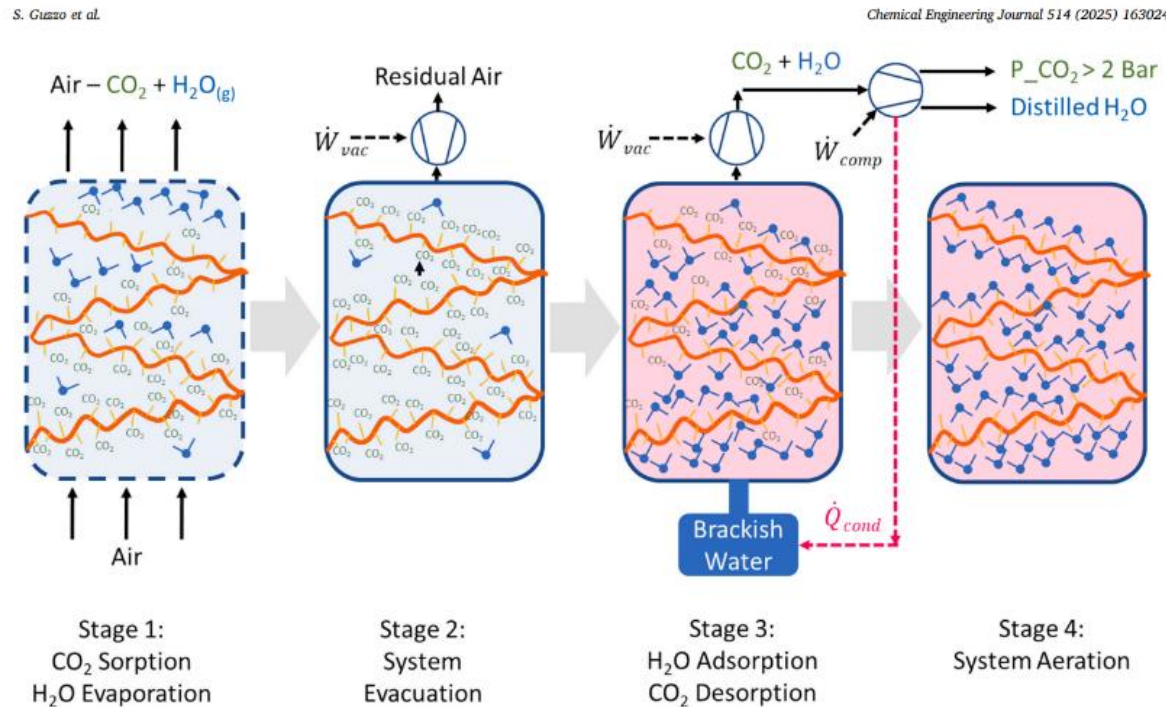 S. Guzzo et al.
Chemical Engineering Journal 514 (2025) 163024
Air – CO₂ + H₂O(g)
Residual Air
CO₂ + H₂O
P_CO₂ > 2 Bar
Distilled H₂O
Ẇvac
Ẇvac
Ẇcomp
CO₂
Q̇cond
Brackish
Water
Air
Stage 1:
CO₂ Sorption
H₂O Evaporation
Stage 2:
System
Evacuation
Stage 3:
H₂O Adsorption
CO₂ Desorption
Stage 4:
System Aeration